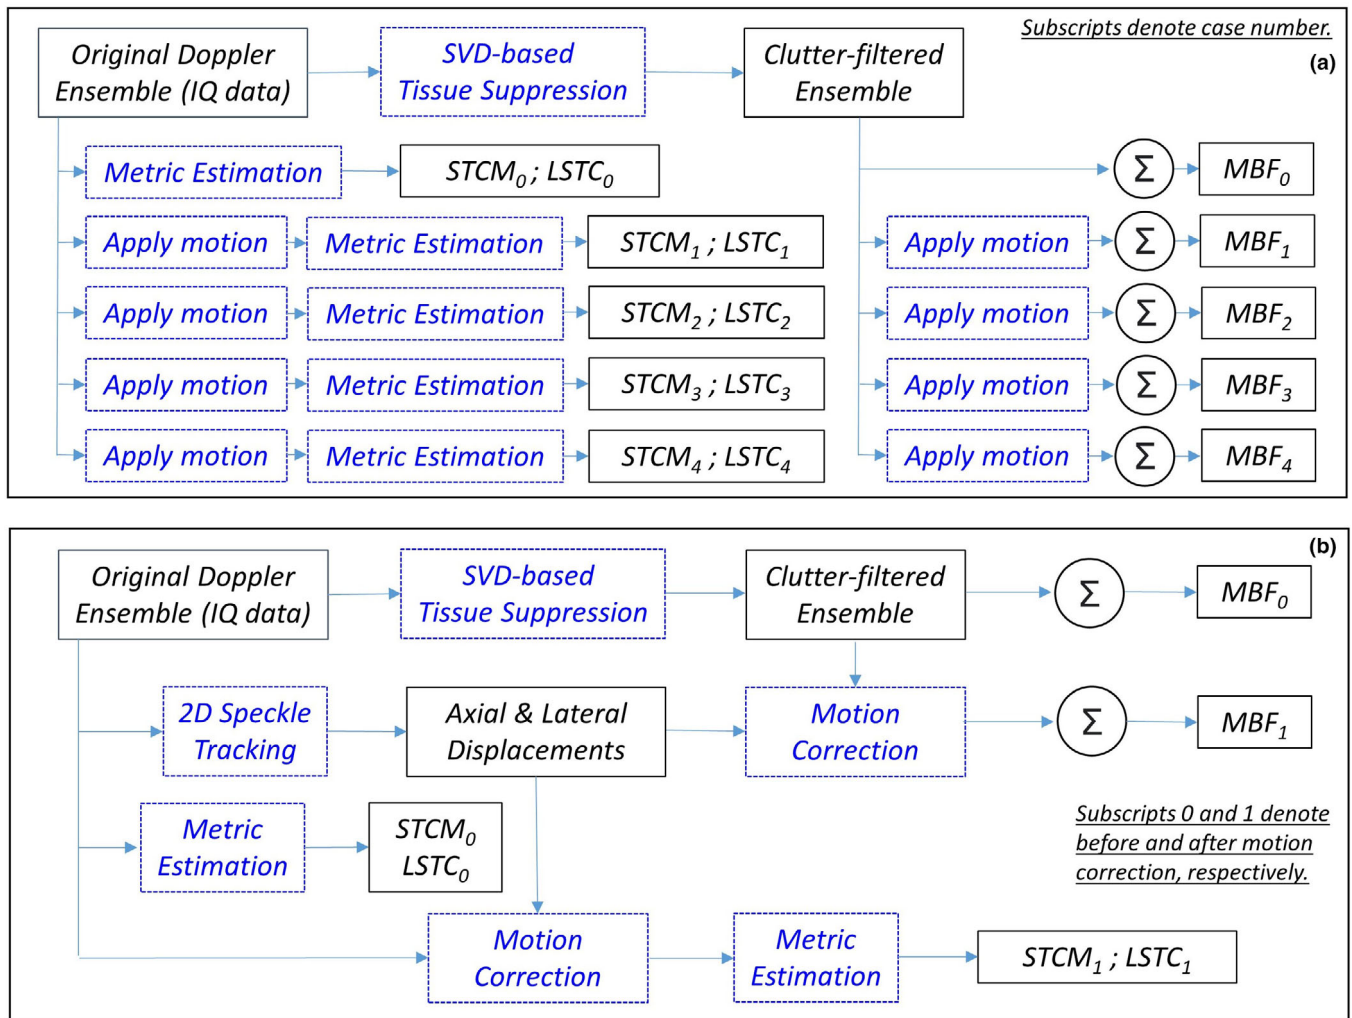 Subscripts denote case number.
(a)
Original Doppler
Ensemble (IQ data)
SVD-based
Tissue Suppression
Clutter-filtered
Ensemble
Metric Estimation
STCM0 ; LSTC0
Σ
MBF0
Apply motion
Metric Estimation
STCM1 ; LSTC1
Apply motion
Σ
MBF1
Apply motion
Metric Estimation
STCM2 ; LSTC2
Apply motion
Σ
MBF2
Apply motion
Metric Estimation
STCM3 ; LSTC3
Apply motion
Σ
MBF3
Apply motion
Metric Estimation
STCM4 ; LSTC4
Apply motion
Σ
MBF4
(b)
Original Doppler
Ensemble (IQ data)
SVD-based
Tissue Suppression
Clutter-filtered
Ensemble
Σ
MBF0
2D Speckle
Tracking
Axial & Lateral
Displacements
Motion
Correction
Σ
MBF1
Metric
Estimation
STCM0
LSTC0
Subscripts 0 and 1 denote
before and after motion
correction, respectively.
Motion
Correction
Metric
Estimation
STCM1 ; LSTC1